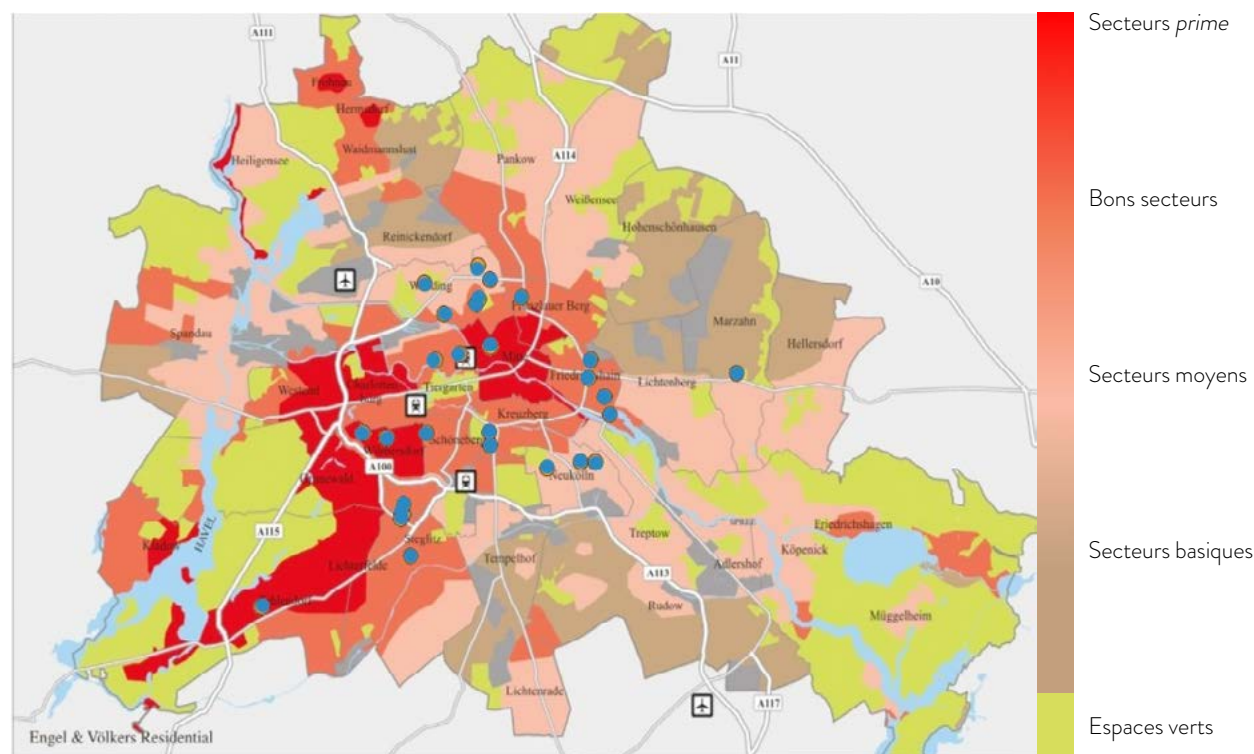 Secteurs prime
Bons secteurs
Secteurs moyens
Secteurs basiques
Espaces verts
A111
A11
Frohnau
Hermsdorf
Waidmannslust
Heiligensee
Pankow
A114
Weißensee
Hohenschönhausen
Reinickendorf
A10
Wedding
Prenzlauer Berg
Marzahn
Hellersdorf
Spandau
Mitte
Friedrichshain
Lichtenberg
Westend
Charlotten-
burg
Tiergarten
Kreuzberg
Schöneberg
Wilmersdorf
A100
Neukölln
Grunewald
HAVEL
A115
Kladow
Steglitz
Lichterfelde
Tempelhof
Treptow
SPREE
Friedrichshagen
Köpenick
Adlershof
A113
Zehlendorf
Rudow
Müggelheim
Lichtenrade
A117
Engel & Völkers Residential